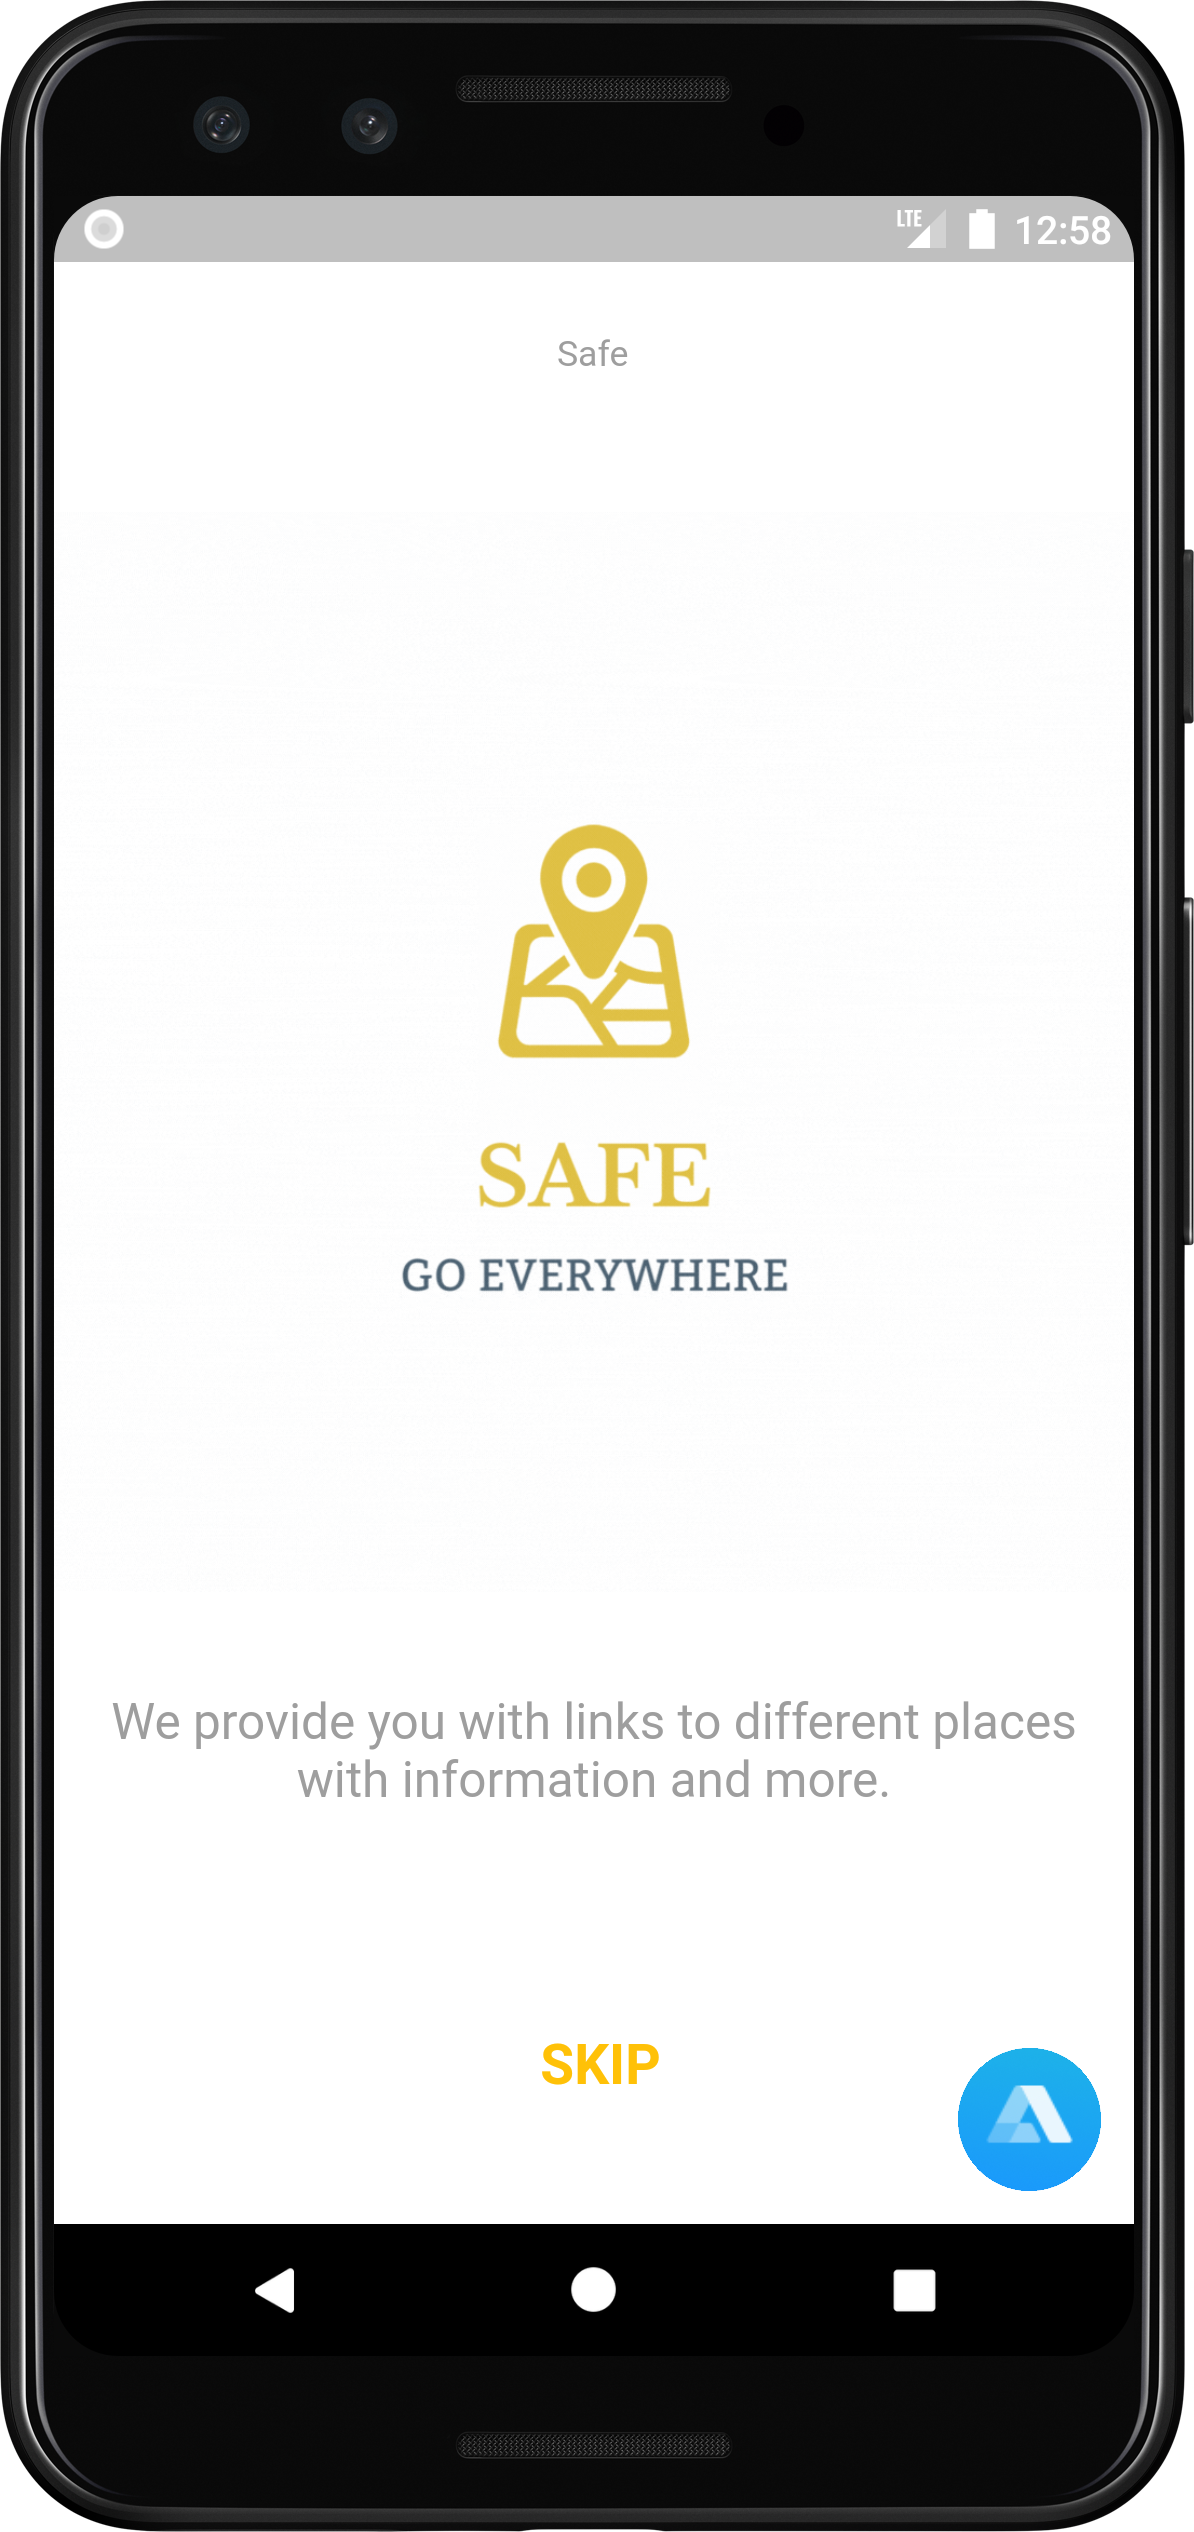 LTE 12:58
Safe
SAFE
GO EVERYWHERE
We provide you with links to different places
with information and more.
SKIP